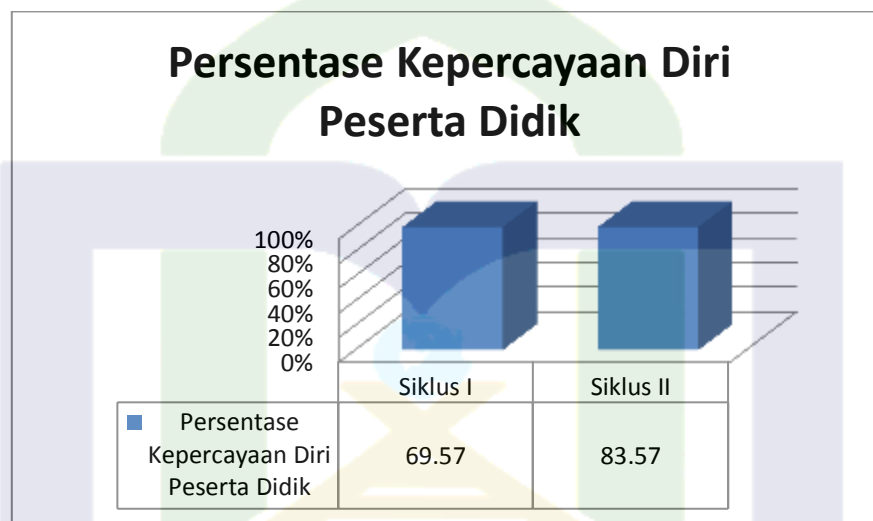 Persentase Kepercayaan Diri
Peserta Didik
100%
80%
60%
40%
20%
0%
Siklus I Siklus II
Persentase
Kepercayaan Diri
Peserta Didik
69.57 83.57